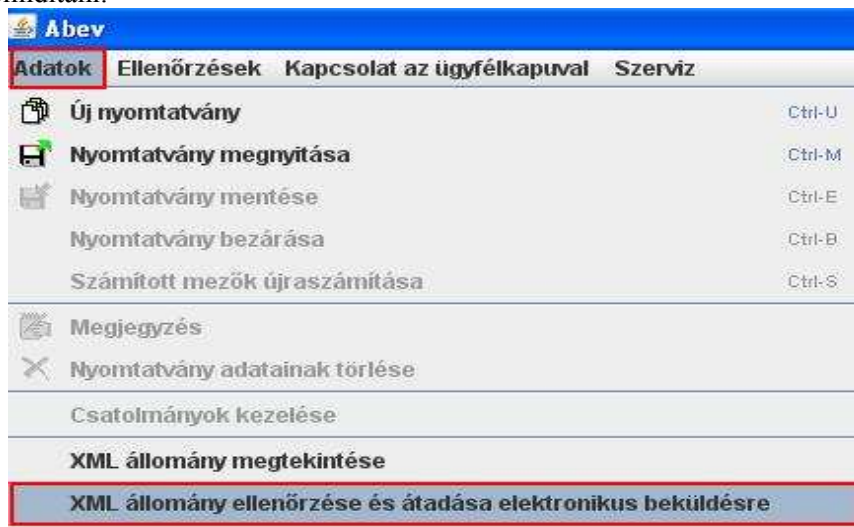 Abev
Adatok Ellenőrzések Kapcsolat az ügyfélkapuval Szerviz
Új nyomtatvány Ctrl-U
Nyomtatvány megnyitása Ctrl-M
Nyomtatvány mentése Ctrl-E
Nyomtatvány bezárása Ctrl-B
Számított mezők újraszámítása Ctrl-S
Megjegyzés
Nyomtatvány adatainak törlése
Csatolmányok kezelése
XML állomány megtekintése
XML állomány ellenőrzése és átadása elektronikus beküldésre